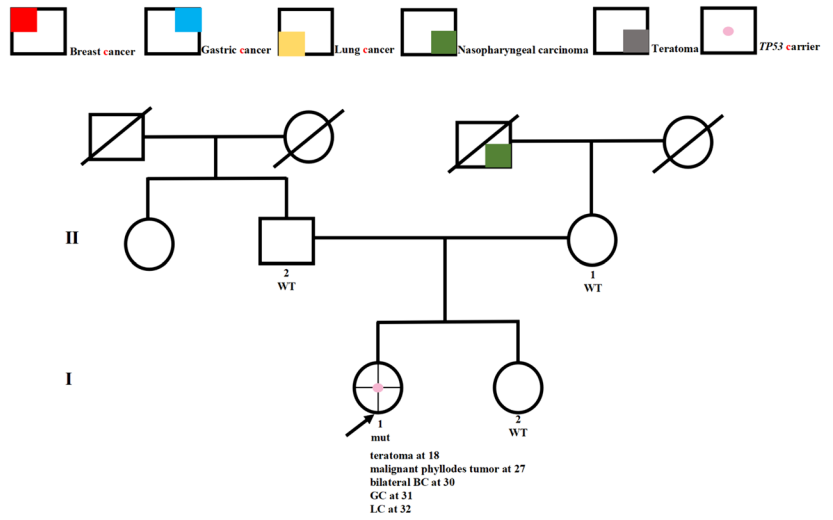 Breast cancer
Gastric cancer
Lung cancer
Nasopharyngeal carcinoma
Teratoma
TP53 carrier
II
2
WT
1
WT
I
1
mut
2
WT
teratoma at 18
malignant phyllodes tumor at 27
bilateral BC at 30
GC at 31
LC at 32